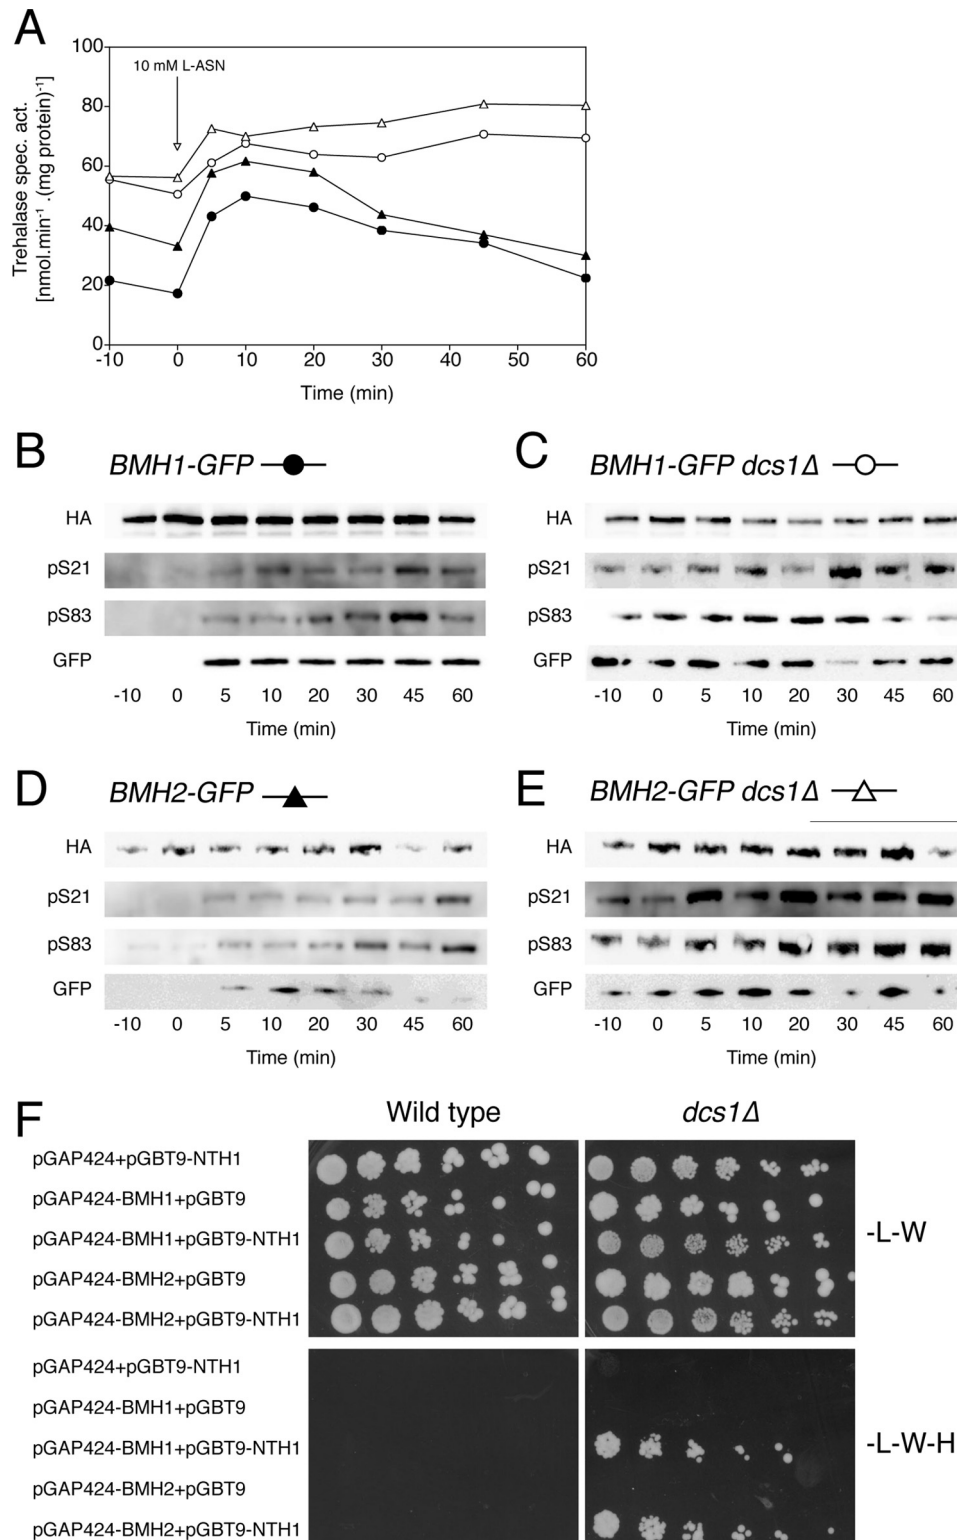 A
100
80
60
40
20
0
10 mM L-ASN
Trehalase spec. act.
[nmol.min⁻¹ .(mg protein)⁻¹]
-10 0 10 20 30 40 50 60
Time (min)
B
BMH1-GFP
HA
pS21
pS83
GFP
-10 0 5 10 20 30 45 60
Time (min)
C
BMH1-GFP dcs1Δ
HA
pS21
pS83
GFP
-10 0 5 10 20 30 45 60
Time (min)
D
BMH2-GFP
HA
pS21
pS83
GFP
-10 0 5 10 20 30 45 60
Time (min)
E
BMH2-GFP dcs1Δ
HA
pS21
pS83
GFP
-10 0 5 10 20 30 45 60
Time (min)
F
Wild type dcs1Δ
pGAP424+pGBT9-NTH1
pGAP424-BMH1+pGBT9
pGAP424-BMH1+pGBT9-NTH1
pGAP424-BMH2+pGBT9
pGAP424-BMH2+pGBT9-NTH1
-L-W
pGAP424+pGBT9-NTH1
pGAP424-BMH1+pGBT9
pGAP424-BMH1+pGBT9-NTH1
pGAP424-BMH2+pGBT9
pGAP424-BMH2+pGBT9-NTH1
-L-W-H